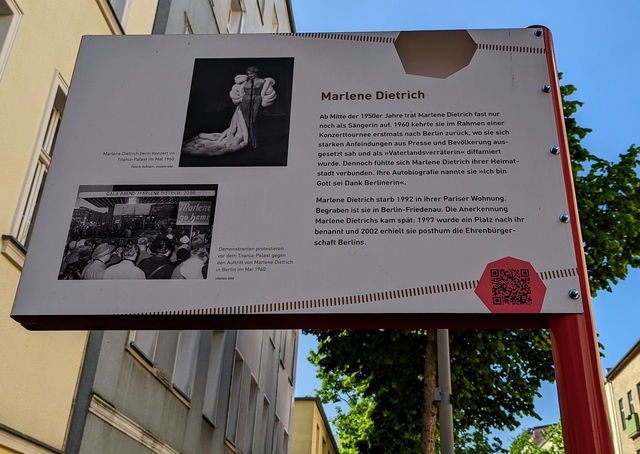 Marlene Dietrich beim Konzert im
Titania-Palast im Mai 1960
Marlene Dietrich
Ab Mitte der 1950er Jahre trat Marlene Dietrich fast nur
noch als Sängerin auf. 1960 kehrte sie im Rahmen einer
Konzerttournee erstmals nach Berlin zurück, wo sie sich
starken Anfeindungen aus Presse und Bevölkerung aus-
gesetzt sah und als »Vaterlandsverräterin« diffamiert
wurde. Dennoch fühlte sich Marlene Dietrich ihrer Heimat-
stadt verbunden. Ihre Autobiografie nannte sie »Ich bin
Gott sei Dank Berlinerin«.
Marlene Dietrich starb 1992 in ihrer Pariser Wohnung.
Begraben ist sie in Berlin-Friedenau. Die Anerkennung
Marlene Dietrichs kam spät: 1997 wurde ein Platz nach ihr
benannt und 2002 erhielt sie posthum die Ehrenbürger-
schaft Berlins.
GALA ABEND MARLENE DIETRICH
Marlene
go home
Demonstranten protestieren
vor dem Titania-Palast gegen
den Auftritt von Marlene Dietrich
in Berlin im Mai 1960